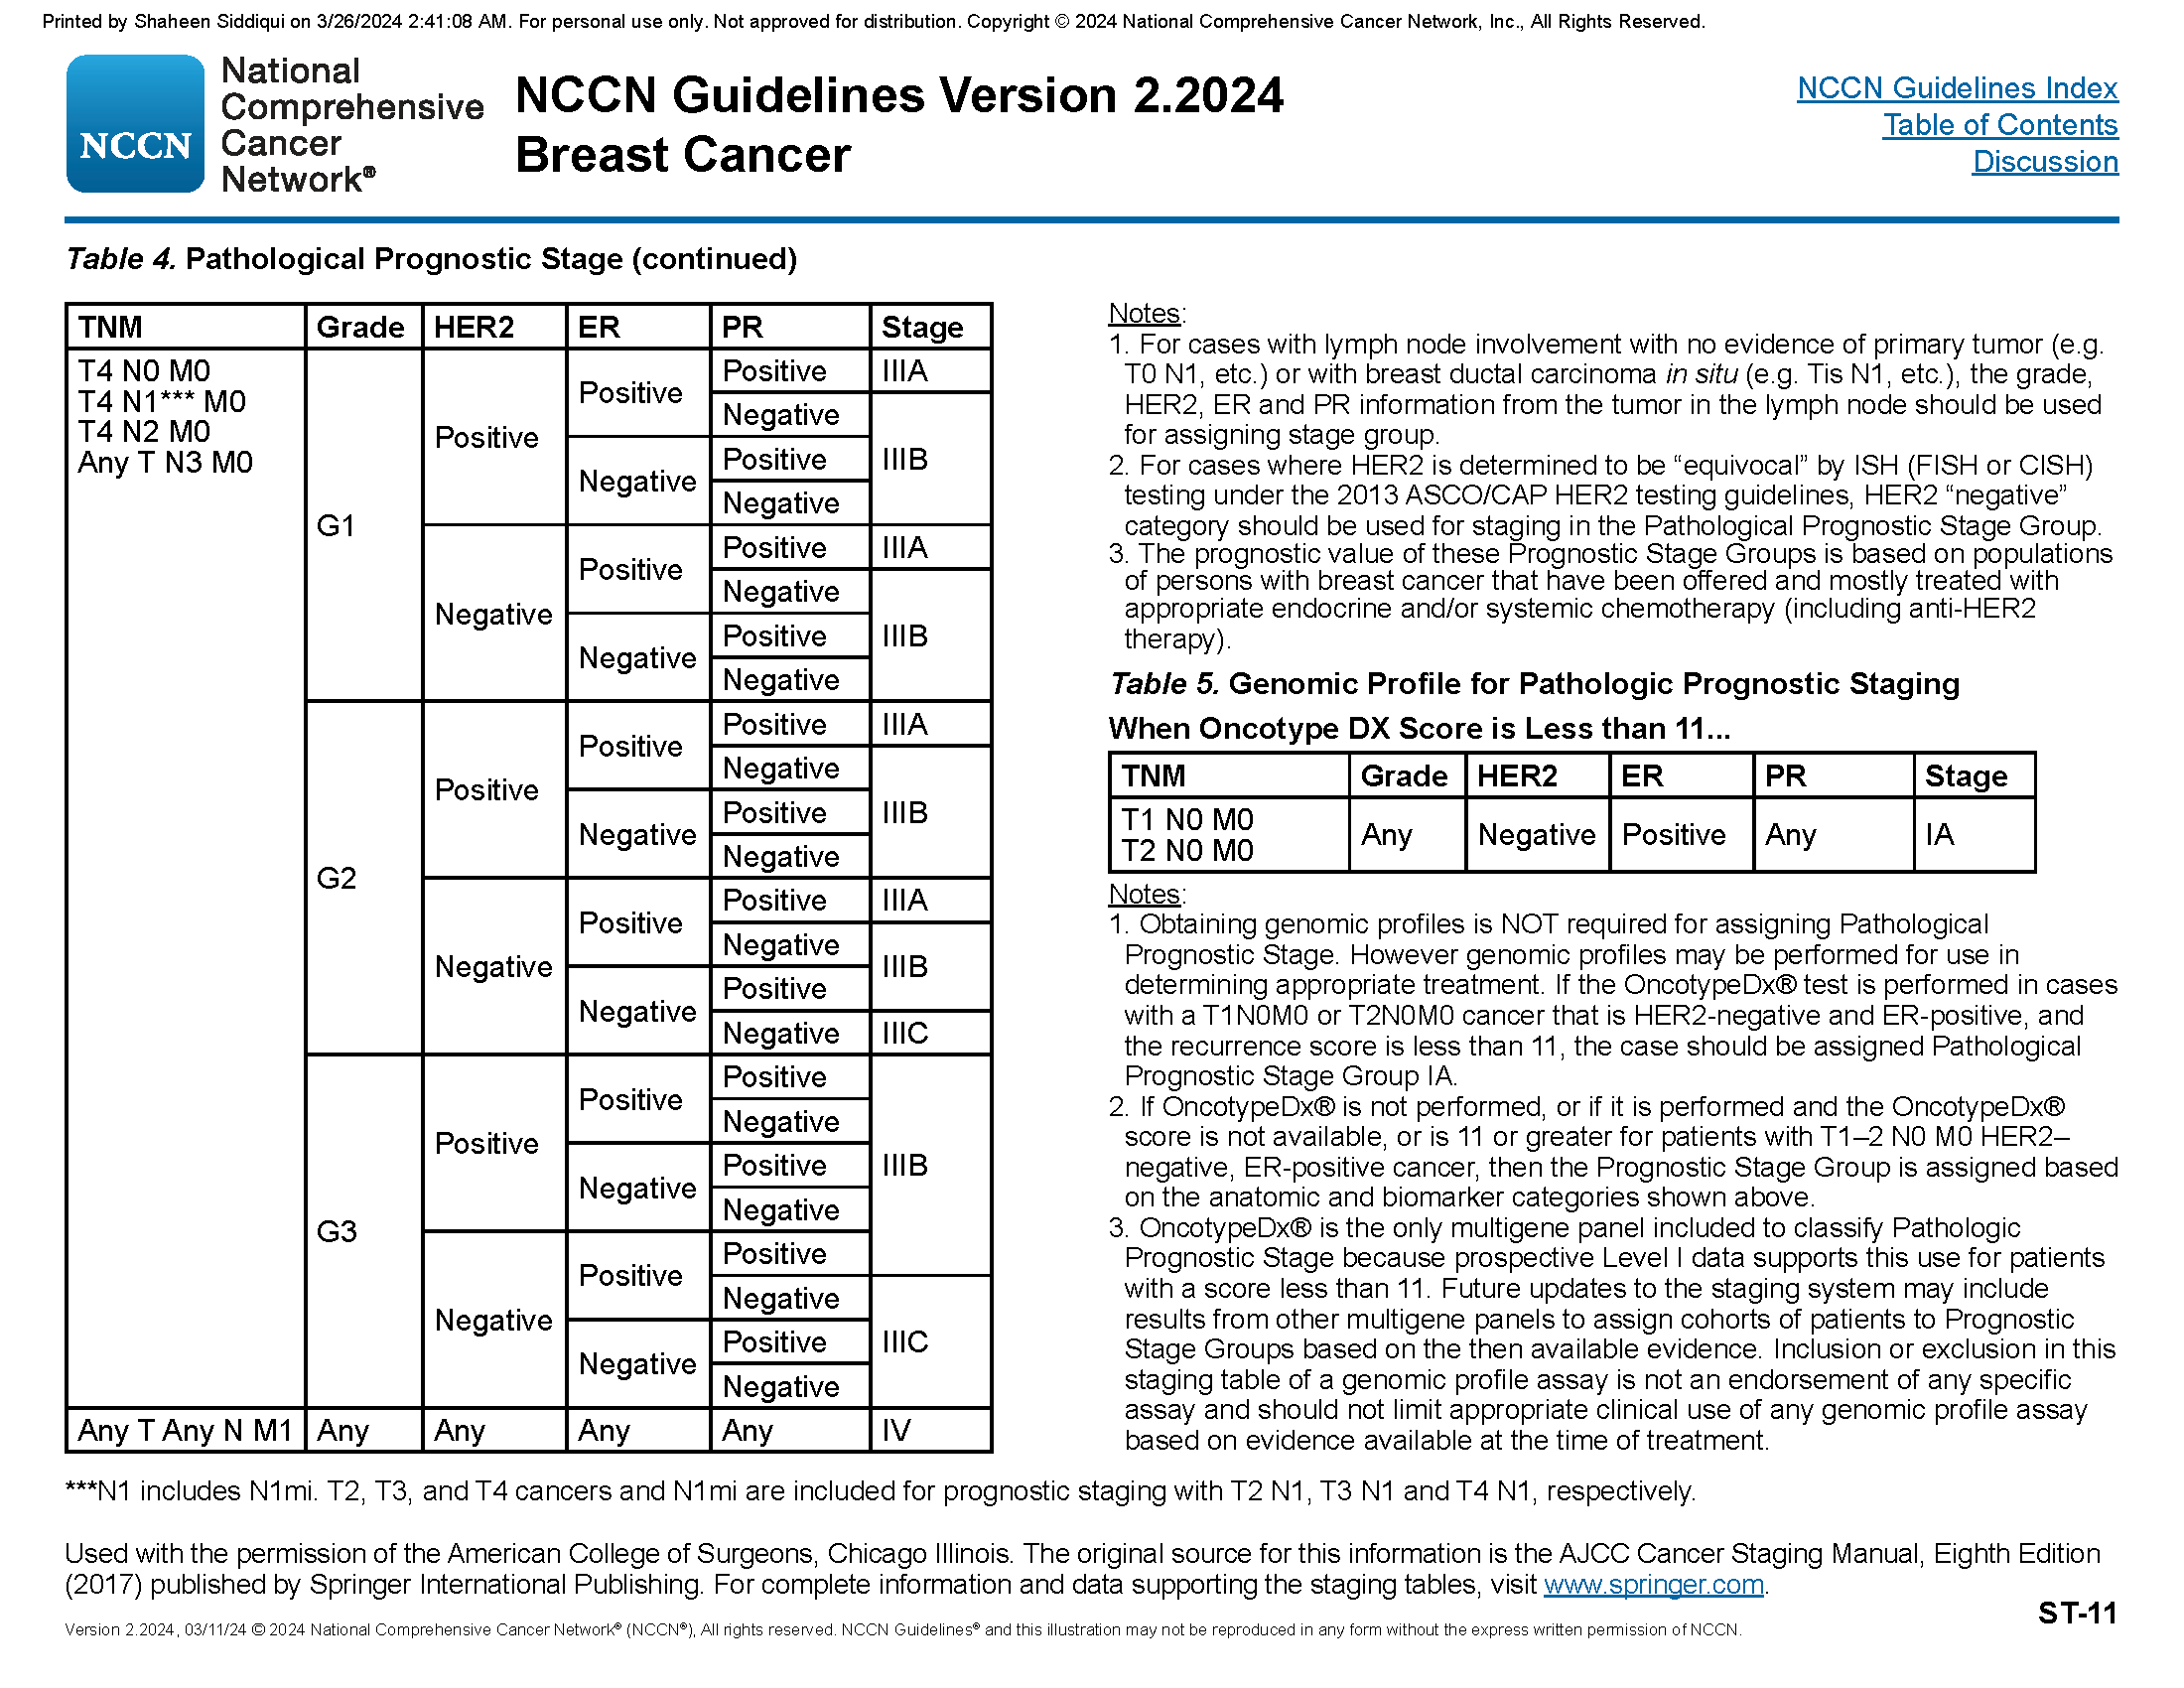 Printed by Shaheen Siddiqui on 3/26/2024 2:41:08 AM. For personal use only. Not approved for distribution. Copyright © 2024 National Comprehensive Cancer Network, Inc., All Rights Reserved.
NCCN
National
Comprehensive
Cancer
Network®
NCCN Guidelines Version 2.2024
Breast Cancer
NCCN Guidelines Index
Table of Contents
Discussion
Table 4. Pathological Prognostic Stage (continued)
TNM Grade HER2 ER PR Stage
T4 N0 M0
T4 N1*** M0
T4 N2 M0
Any T N3 M0
G1 Positive Positive Positive IIIA
Negative IIIB
Negative Positive
Negative
Negative Positive Positive IIIA
Negative IIIB
Negative Positive
Negative
G2 Positive Positive Positive IIIA
Negative IIIB
Negative Positive
Negative
Negative Positive Positive IIIA
Negative IIIB
Negative Positive
Negative IIIC
G3 Positive Positive Positive IIIB
Negative
Negative Positive
Negative
Negative Positive Positive
Negative IIIC
Negative Positive
Negative
Any T Any N M1 Any Any Any Any IV
Notes:
1. For cases with lymph node involvement with no evidence of primary tumor (e.g.
T0 N1, etc.) or with breast ductal carcinoma in situ (e.g. Tis N1, etc.), the grade,
HER2, ER and PR information from the tumor in the lymph node should be used
for assigning stage group.
2. For cases where HER2 is determined to be “equivocal” by ISH (FISH or CISH)
testing under the 2013 ASCO/CAP HER2 testing guidelines, HER2 “negative”
category should be used for staging in the Pathological Prognostic Stage Group.
3. The prognostic value of these Prognostic Stage Groups is based on populations
of persons with breast cancer that have been offered and mostly treated with
appropriate endocrine and/or systemic chemotherapy (including anti-HER2
therapy).
Table 5. Genomic Profile for Pathologic Prognostic Staging
When Oncotype DX Score is Less than 11...
TNM Grade HER2 ER PR Stage
T1 N0 M0
T2 N0 M0
Any Negative Positive Any IA
Notes:
1. Obtaining genomic profiles is NOT required for assigning Pathological
Prognostic Stage. However genomic profiles may be performed for use in
determining appropriate treatment. If the OncotypeDx® test is performed in cases
with a T1N0M0 or T2N0M0 cancer that is HER2-negative and ER-positive, and
the recurrence score is less than 11, the case should be assigned Pathological
Prognostic Stage Group IA.
2. If OncotypeDx® is not performed, or if it is performed and the OncotypeDx®
score is not available, or is 11 or greater for patients with T1–2 N0 M0 HER2–
negative, ER-positive cancer, then the Prognostic Stage Group is assigned based
on the anatomic and biomarker categories shown above.
3. OncotypeDx® is the only multigene panel included to classify Pathologic
Prognostic Stage because prospective Level I data supports this use for patients
with a score less than 11. Future updates to the staging system may include
results from other multigene panels to assign cohorts of patients to Prognostic
Stage Groups based on the then available evidence. Inclusion or exclusion in this
staging table of a genomic profile assay is not an endorsement of any specific
assay and should not limit appropriate clinical use of any genomic profile assay
based on evidence available at the time of treatment.
***N1 includes N1mi. T2, T3, and T4 cancers and N1mi are included for prognostic staging with T2 N1, T3 N1 and T4 N1, respectively.
Used with the permission of the American College of Surgeons, Chicago Illinois. The original source for this information is the AJCC Cancer Staging Manual, Eighth Edition
(2017) published by Springer International Publishing. For complete information and data supporting the staging tables, visit www.springer.com.
ST-11
Version 2.2024, 03/11/24 © 2024 National Comprehensive Cancer Network® (NCCN®), All rights reserved. NCCN Guidelines® and this illustration may not be reproduced in any form without the express written permission of NCCN.